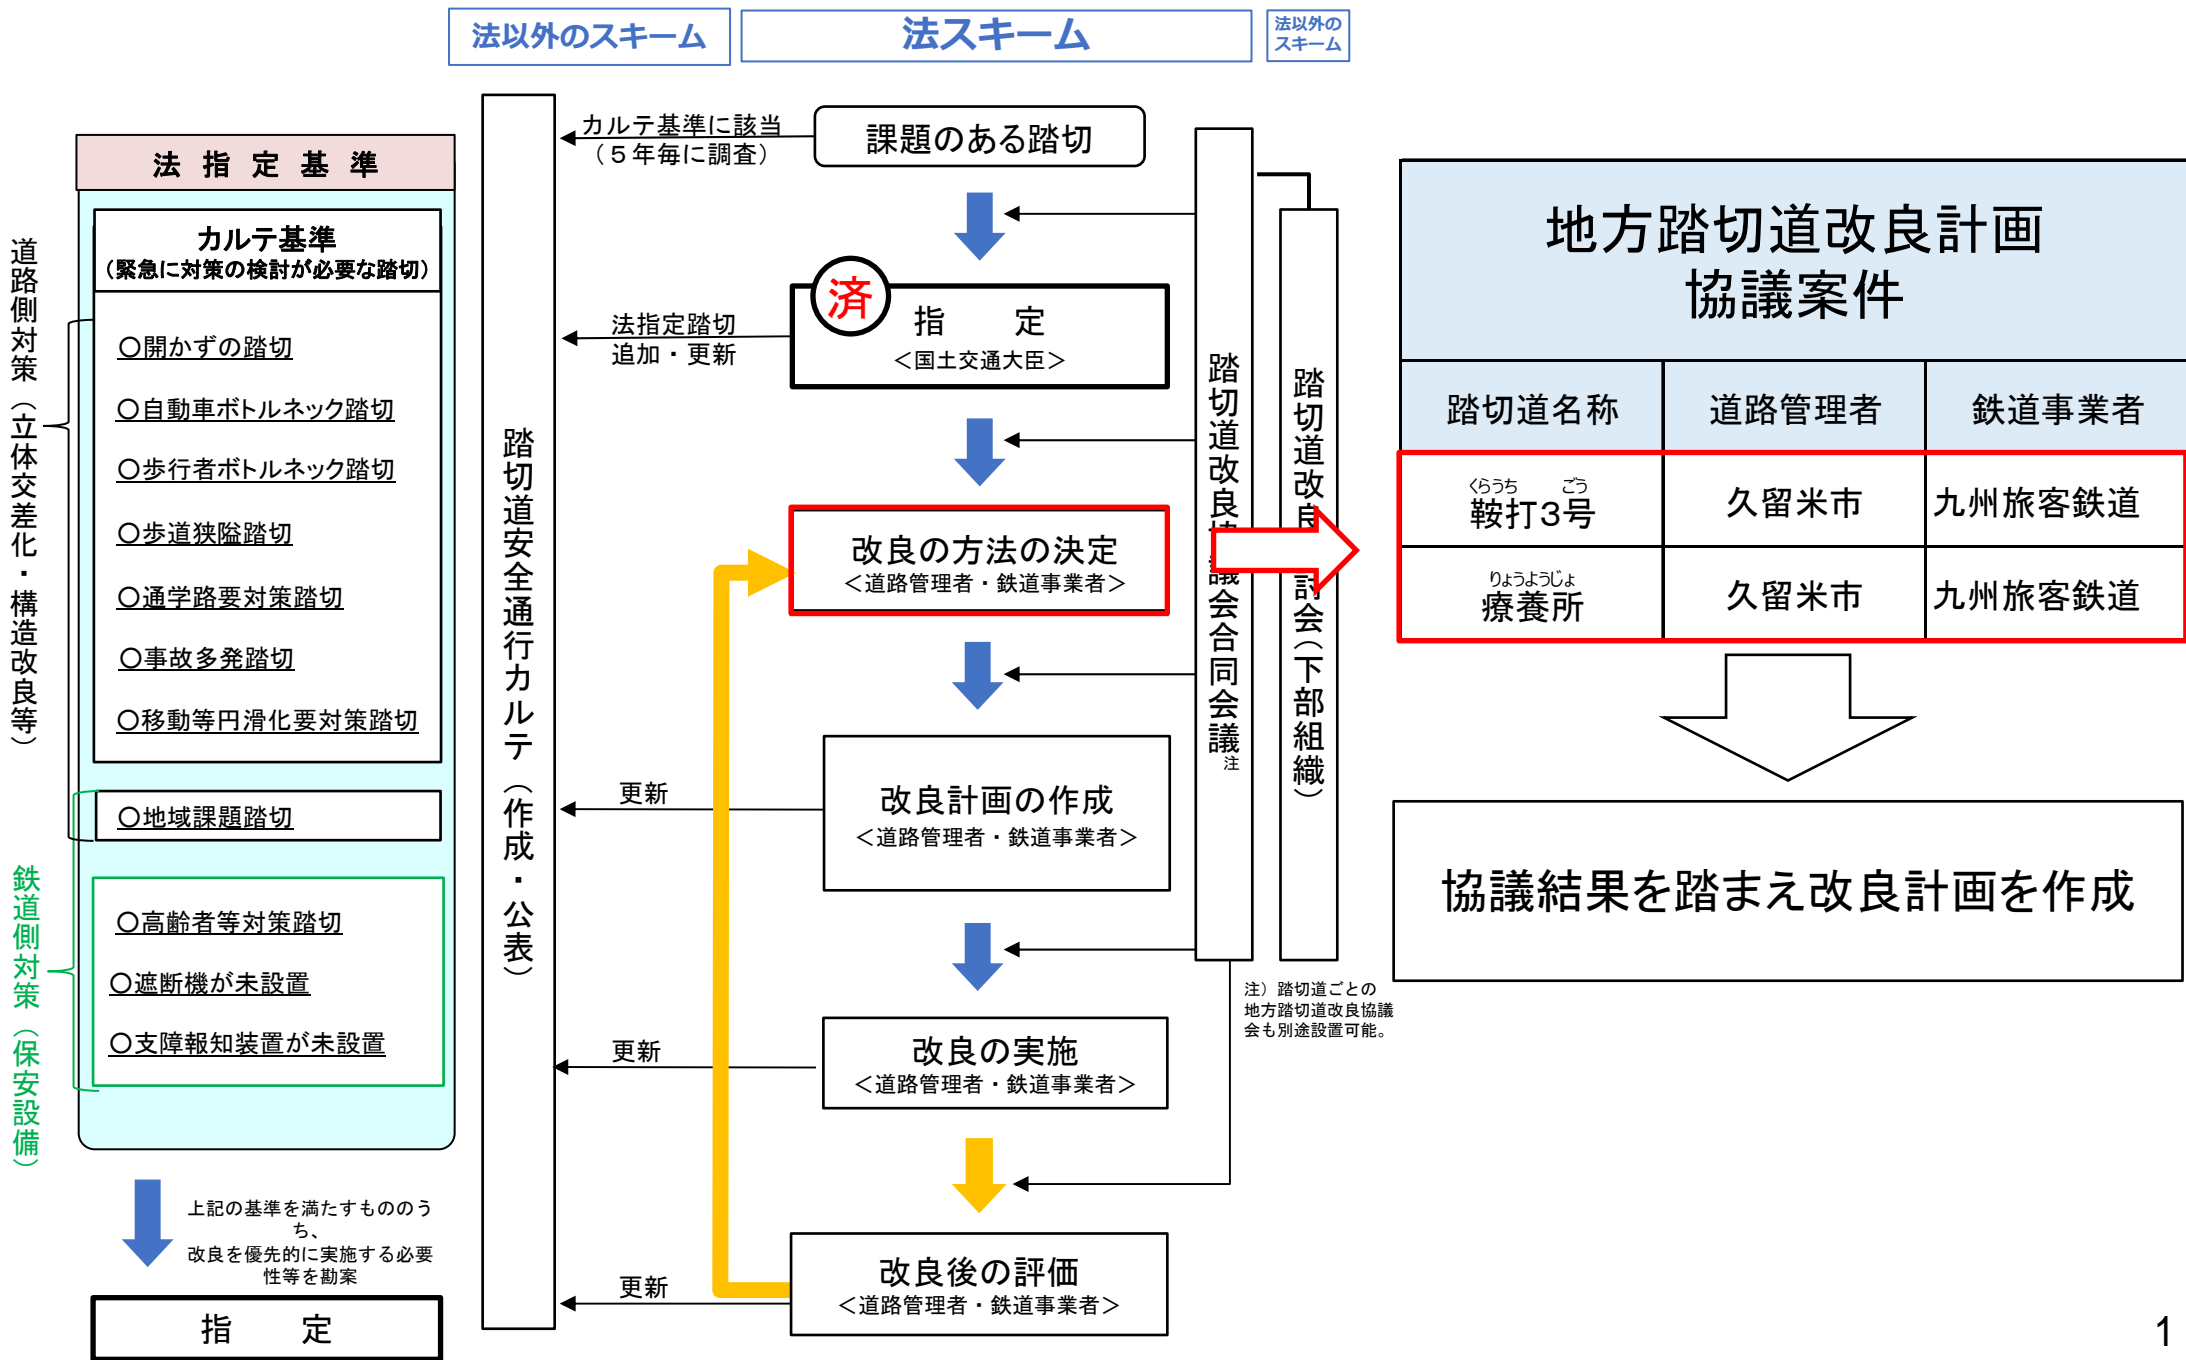 法以外のスキーム
法スキーム
法以外の
スキーム
法 指 定 基 準
カルテ基準
（緊急に対策の検討が必要な踏切）
〇開かずの踏切
〇自動車ボトルネック踏切
〇歩行者ボトルネック踏切
〇歩道狭隘踏切
〇通学路要対策踏切
〇事故多発踏切
〇移動等円滑化要対策踏切
〇地域課題踏切
〇高齢者等対策踏切
〇遮断機が未設置
〇支障報知装置が未設置
道路側対策（立体交差化・構造改良等）
鉄道側対策（保安設備）
上記の基準を満たすもののう
ち、
改良を優先的に実施する必要
性等を勘案
指 定
踏切道安全通行カルテ（作成・公表）
カルテ基準に該当
（５年毎に調査）
課題のある踏切
済
指 定
＜国土交通大臣＞
法指定踏切
追加・更新
改良の方法の決定
＜道路管理者・鉄道事業者＞
改良計画の作成
＜道路管理者・鉄道事業者＞
更新
改良の実施
＜道路管理者・鉄道事業者＞
更新
改良後の評価
＜道路管理者・鉄道事業者＞
更新
踏切道改良協議会合同会議注
踏切道改良検討会（下部組織）
注）踏切道ごとの
地方踏切道改良協議
会も別途設置可能。
地方踏切道改良計画
協議案件
踏切道名称 道路管理者 鉄道事業者
くらうち ごう
鞍打3号 久留米市 九州旅客鉄道
りょうようじょ
療養所 久留米市 九州旅客鉄道
協議結果を踏まえ改良計画を作成
1